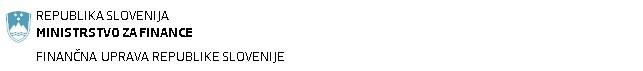 REPUBLIKA SLOVENIJA
MINISTRSTVO ZA FINANCE
FINANČNA UPRAVA REPUBLIKE SLOVENIJE